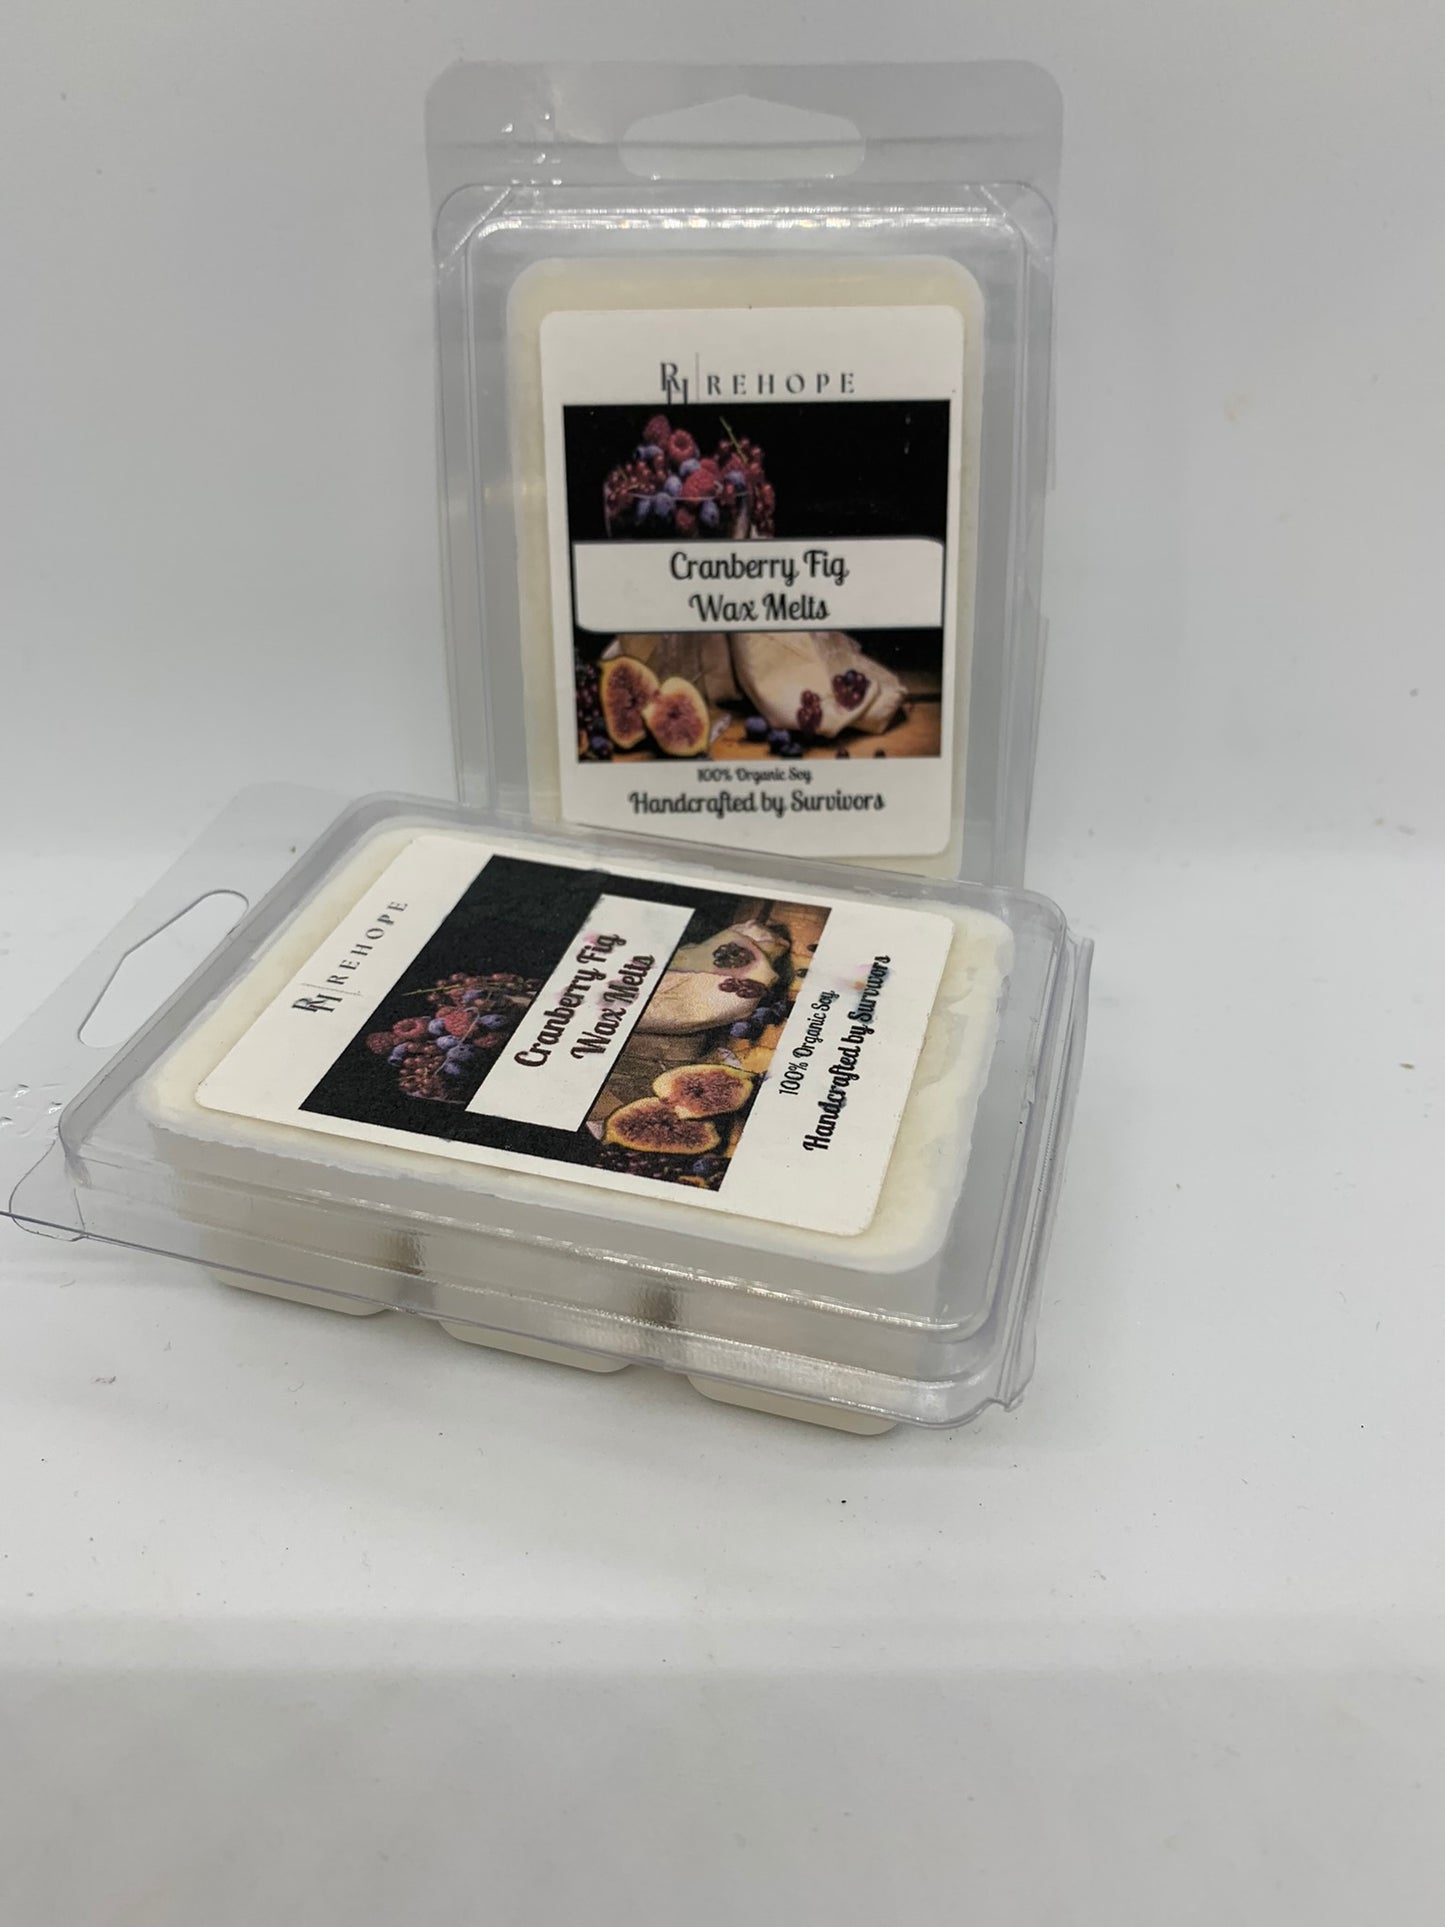 RH REHOPE
Cranberry Fig
Wax Melts
100% Organic Soy
Handcrafted by Survivors
RH REHOPE
Cranberry Fig
Wax Melts
100% Organic Soy
Handcrafted by Survivors